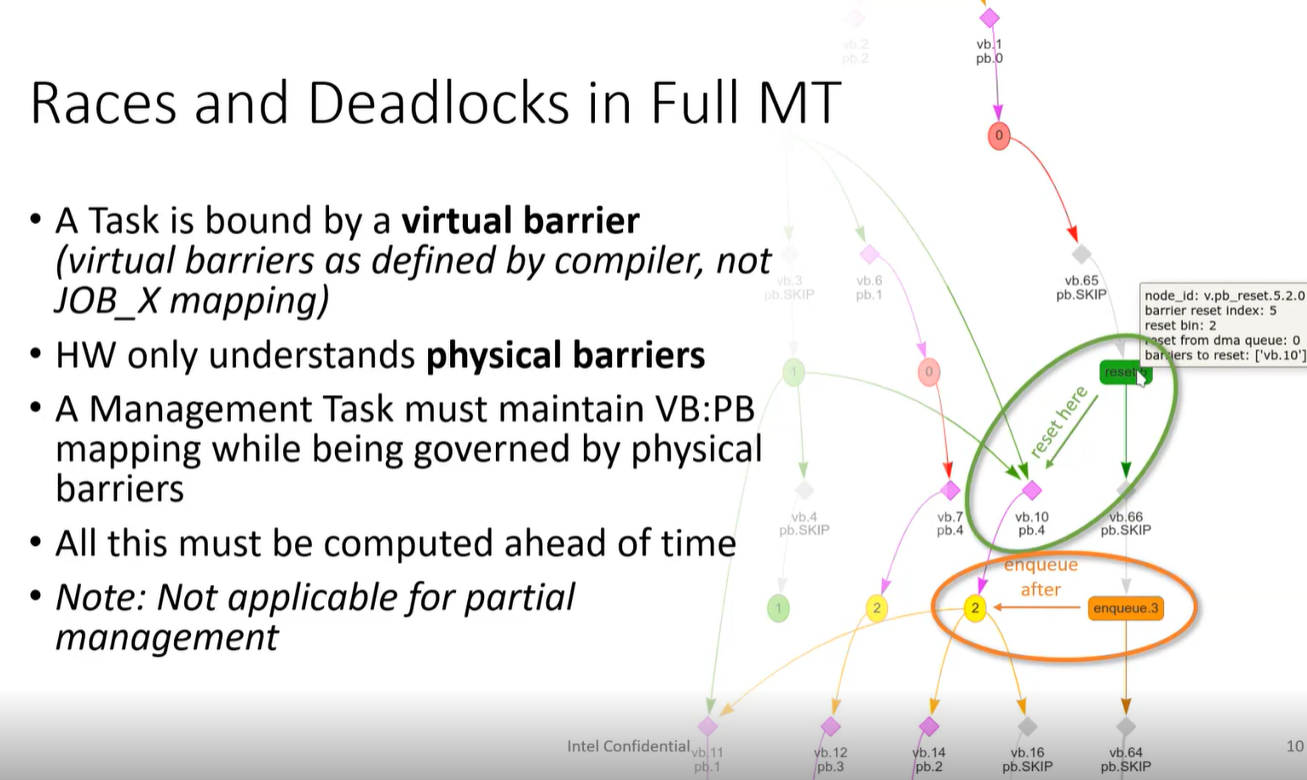 vb.2
pb.2
vb.1
pb.0
Races and Deadlocks in Full MT
0
• A Task is bound by a virtual barrier
(virtual barriers as defined by compiler, not
JOB_X mapping)
vb.3
pb.SKIP
vb.6
pb.1
vb.65
pb.SKIP
node_id: v.pb_reset.5.2.0
barrier reset index: 5
reset bin: 2
reset from dma queue: 0
barriers to reset: ['vb.10']
• HW only understands physical barriers
1
0
reset
reset here
• A Management Task must maintain VB:PB
mapping while being governed by physical
barriers
vb.4
pb.SKIP
vb.7
pb.4
vb.10
pb.4
vb.66
pb.SKIP
• All this must be computed ahead of time
enqueue
after
• Note: Not applicable for partial
management
1
2
2
enqueue.3
Intel Confidential
vb.11
pb.1
vb.12
pb.3
vb.14
pb.2
vb.16
pb.SKIP
vb.64
pb.SKIP
10